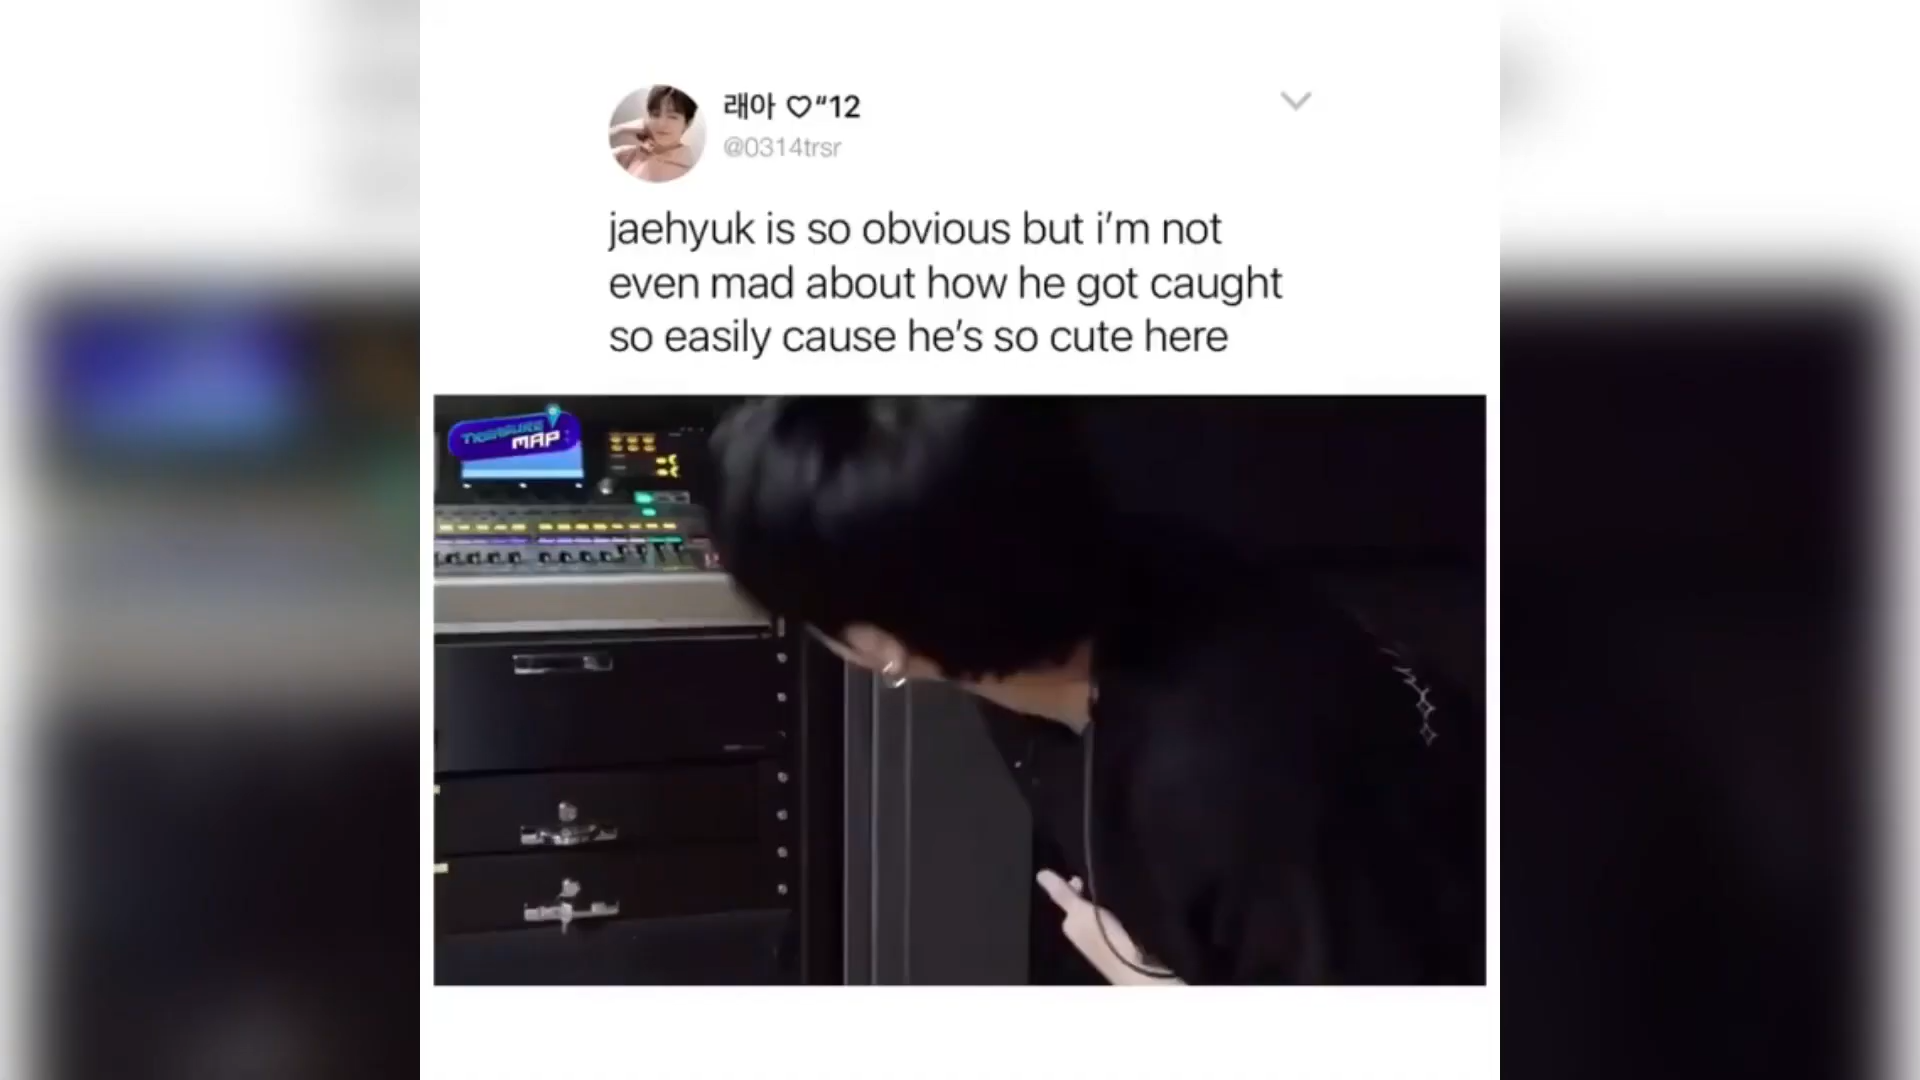 래아 ♡“12
@0314trsr
jaehyuk is so obvious but i’m not
even mad about how he got caught
so easily cause he’s so cute here
TREASURE
MAP